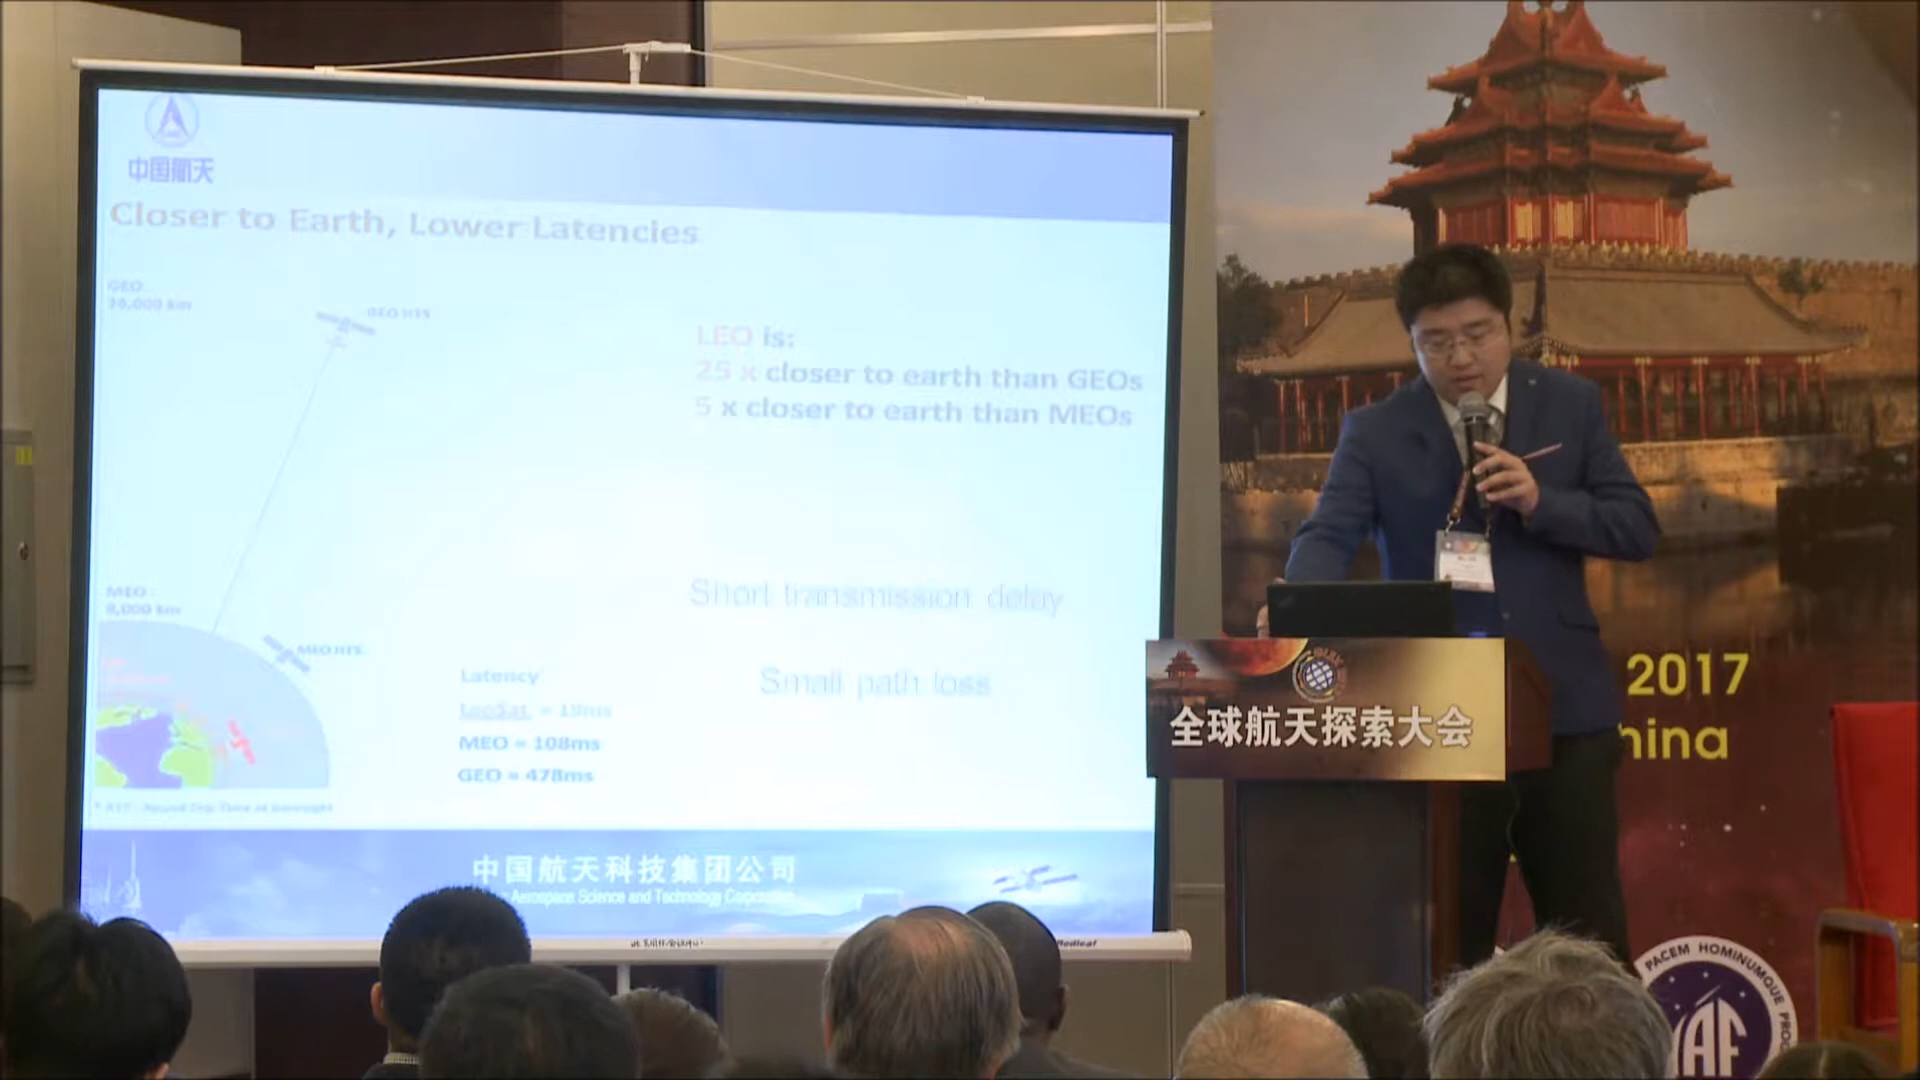 中国航天
Closer to Earth, Lower Latencies
GEO
36,000 km
GEO HTS
LEO is:
25 x closer to earth than GEOs
5 x closer to earth than MEOs
MEO :
8,000 km
MEO HTS
Short transmission delay
Small path loss
Latency
LeoSat = 19ms
MEO = 108ms
GEO = 478ms
中国航天科技集团公司
Aerospace Science and Technology Corporation
全球航天探索大会
2017
hina
PACEM HOMINUMQUE PROG
IAF